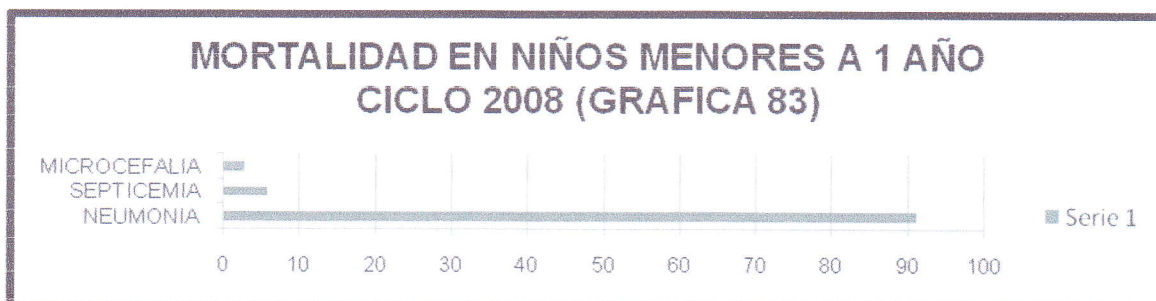 MORTALIDAD EN NIÑOS MENORES A 1 AÑO
CICLO 2008 (GRAFICA 83)
MICROCEFALIA
SEPTICEMIA
NEUMONIA
Serie 1
0 10 20 30 40 50 60 70 80 90 100